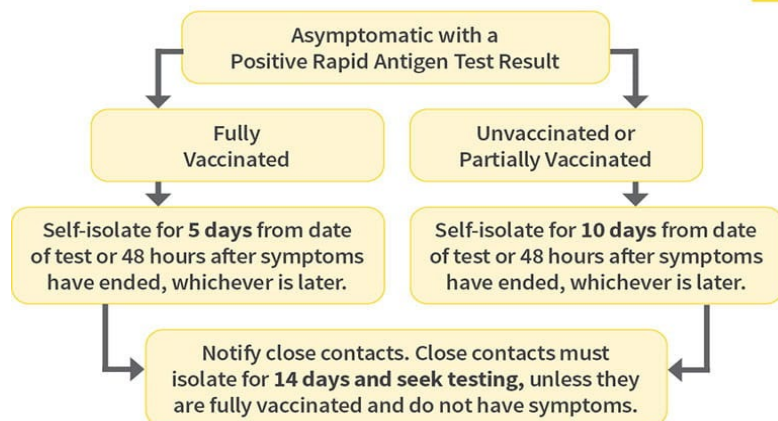 Asymptomatic with a
Positive Rapid Antigen Test Result
Fully
Vaccinated
Unvaccinated or
Partially Vaccinated
Self-isolate for 5 days from date
of test or 48 hours after symptoms
have ended, whichever is later.
Self-isolate for 10 days from date
of test or 48 hours after symptoms
have ended, whichever is later.
Notify close contacts. Close contacts must
isolate for 14 days and seek testing, unless they
are fully vaccinated and do not have symptoms.